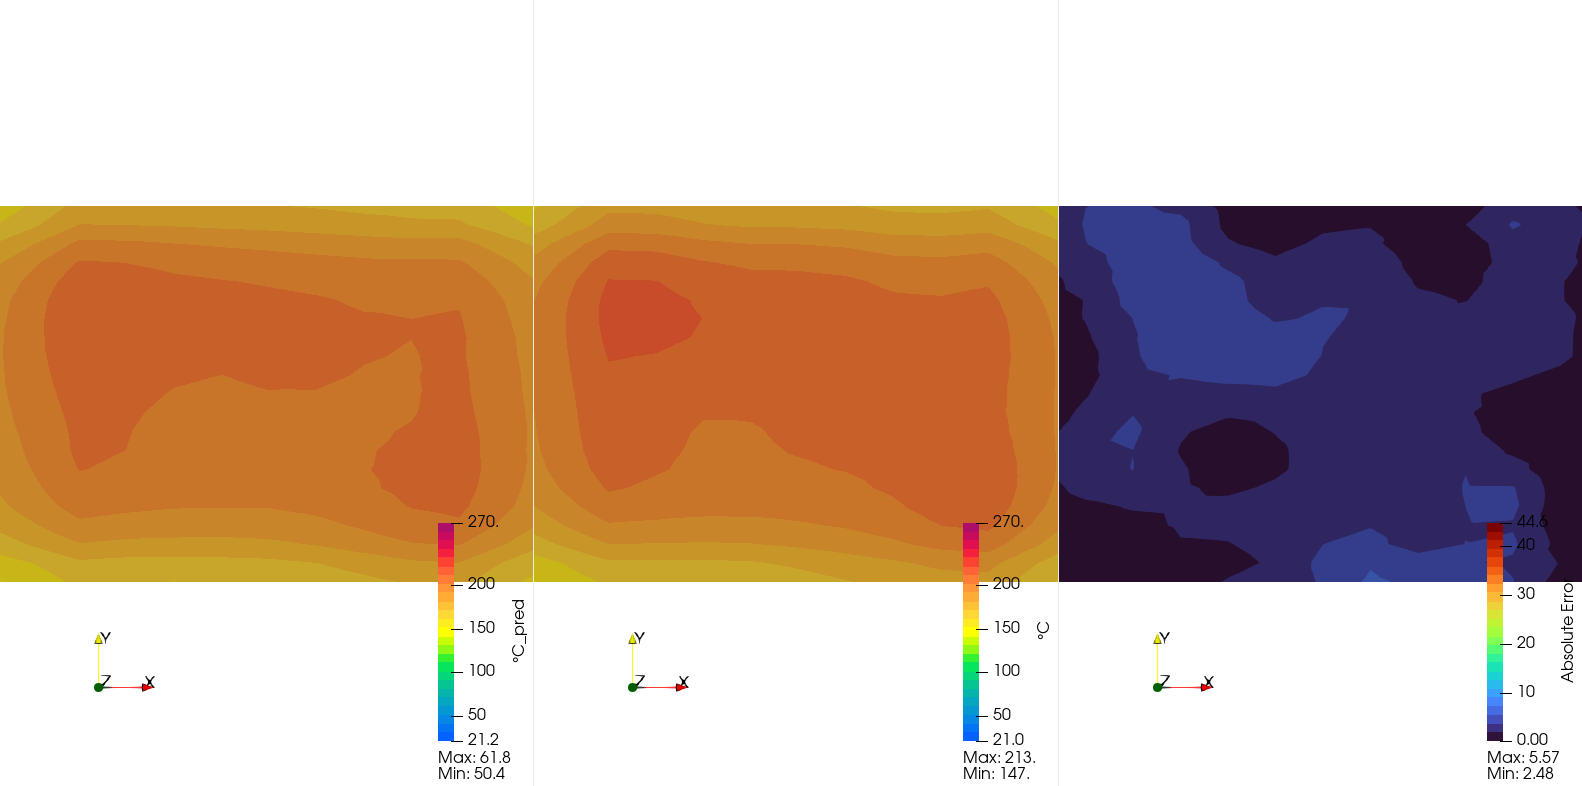 270.
200
150
100
50
21.2
°C_pred
Max: 61.8
Min: 50.4
Y
Z
X
270.
200
150
100
50
21.0
°C
Max: 213.
Min: 147.
Y
Z
X
44.6
40
30
20
10
0.00
Absolute Error
Max: 5.57
Min: 2.48
Y
Z
X